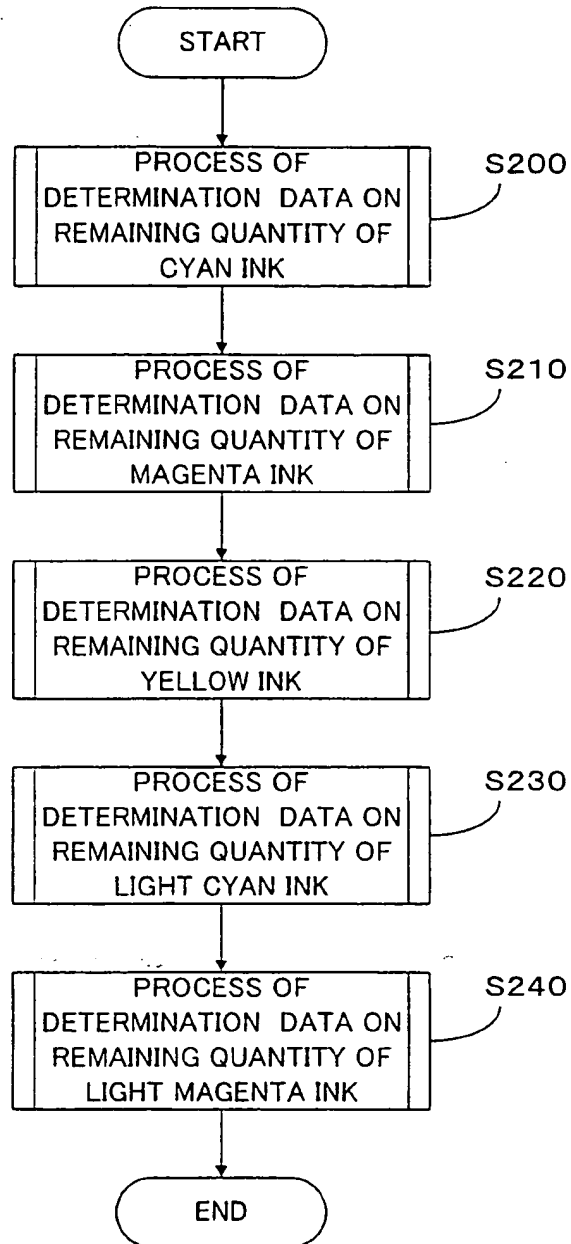 START
PROCESS OF
DETERMINATION DATA ON
REMAINING QUANTITY OF
CYAN INK
S200
PROCESS OF
DETERMINATION DATA ON
REMAINING QUANTITY OF
MAGENTA INK
S210
PROCESS OF
DETERMINATION DATA ON
REMAINING QUANTITY OF
YELLOW INK
S220
PROCESS OF
DETERMINATION DATA ON
REMAINING QUANTITY OF
LIGHT CYAN INK
S230
PROCESS OF
DETERMINATION DATA ON
REMAINING QUANTITY OF
LIGHT MAGENTA INK
S240
END